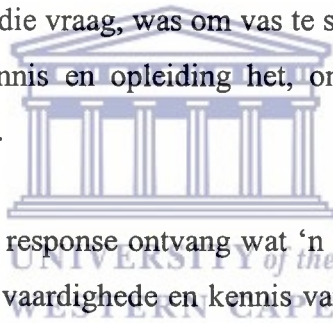 die vraag, was om vas te s
nnis en opleiding het, on
.
response ontvang wat ‘n
UNIVERSITY of the
vaardighede en kennis va
WESTERN CAPE